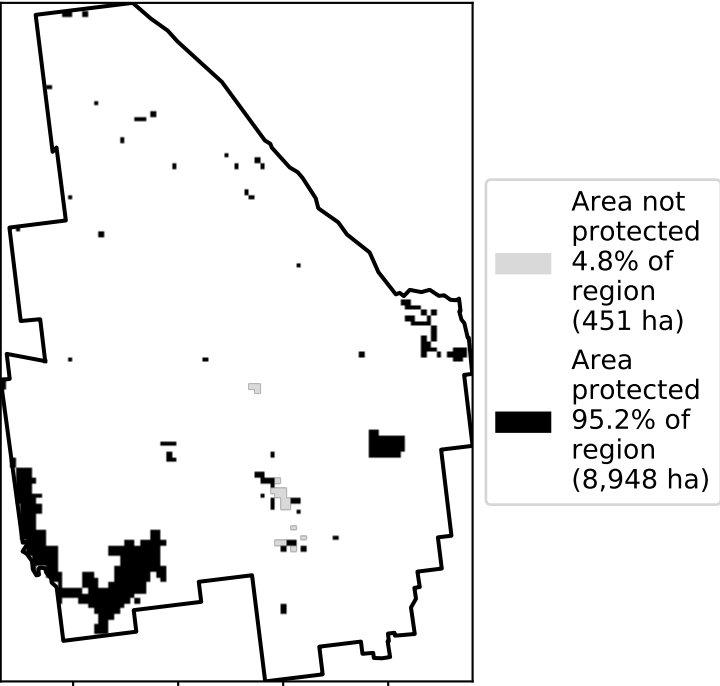 Area not
protected
4.8% of
region
(451 ha)
Area
protected
95.2% of
region
(8,948 ha)